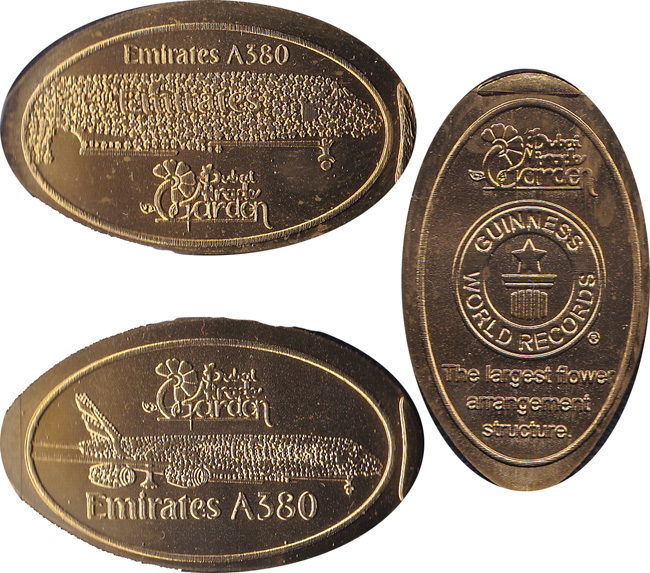 Emirates A380
Emirates
Dubai
Miracle
Garden
Dubai
Miracle
Garden
GUINNESS
WORLD RECORDS
®
The largest flower
arrangement
structure.
Dubai
Miracle
Garden
Emirates A380